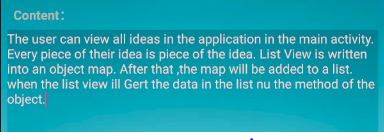 Content:
The user can view all ideas in the application in the main activity.
Every piece of their idea is piece of the idea. List View is written
into an object map. After that ,the map will be added to a list.
when the list view ill Gert the data in the list nu the method of the
object.